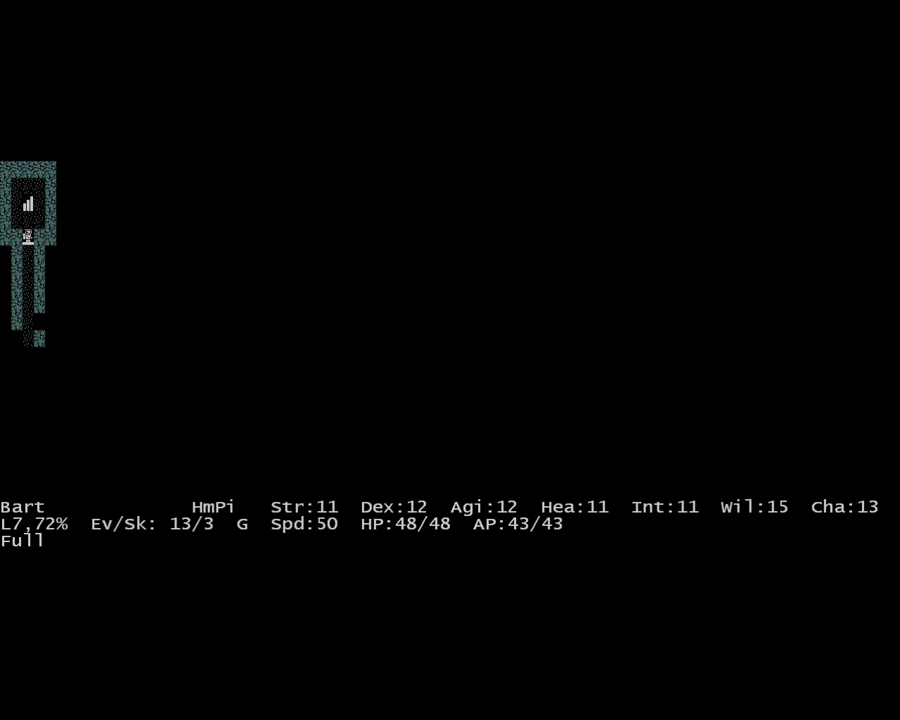 Bart HmPi Str:11 Dex:12 Agi:12 Hea:11 Int:11 Wil:15 Cha:13
L7,72% Ev/Sk: 13/3 G Spd:50 HP:48/48 AP:43/43
Full